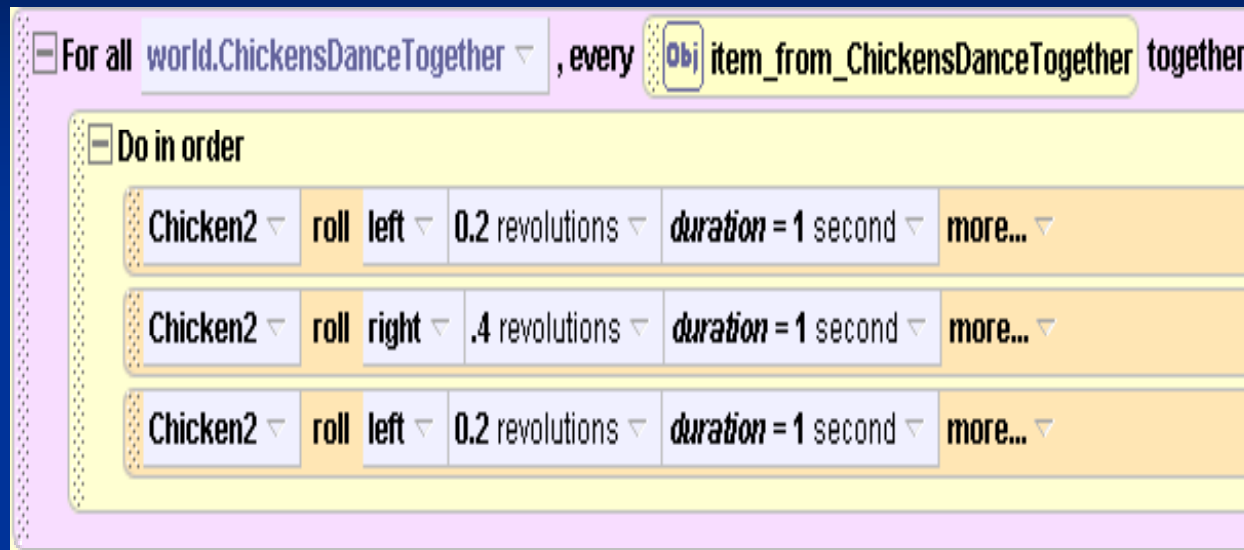 For all world.ChickensDanceTogether , every Obj item_from_ChickensDanceTogether together
Do in order
Chicken2 roll left 0.2 revolutions duration = 1 second more...
Chicken2 roll right .4 revolutions duration = 1 second more...
Chicken2 roll left 0.2 revolutions duration = 1 second more...